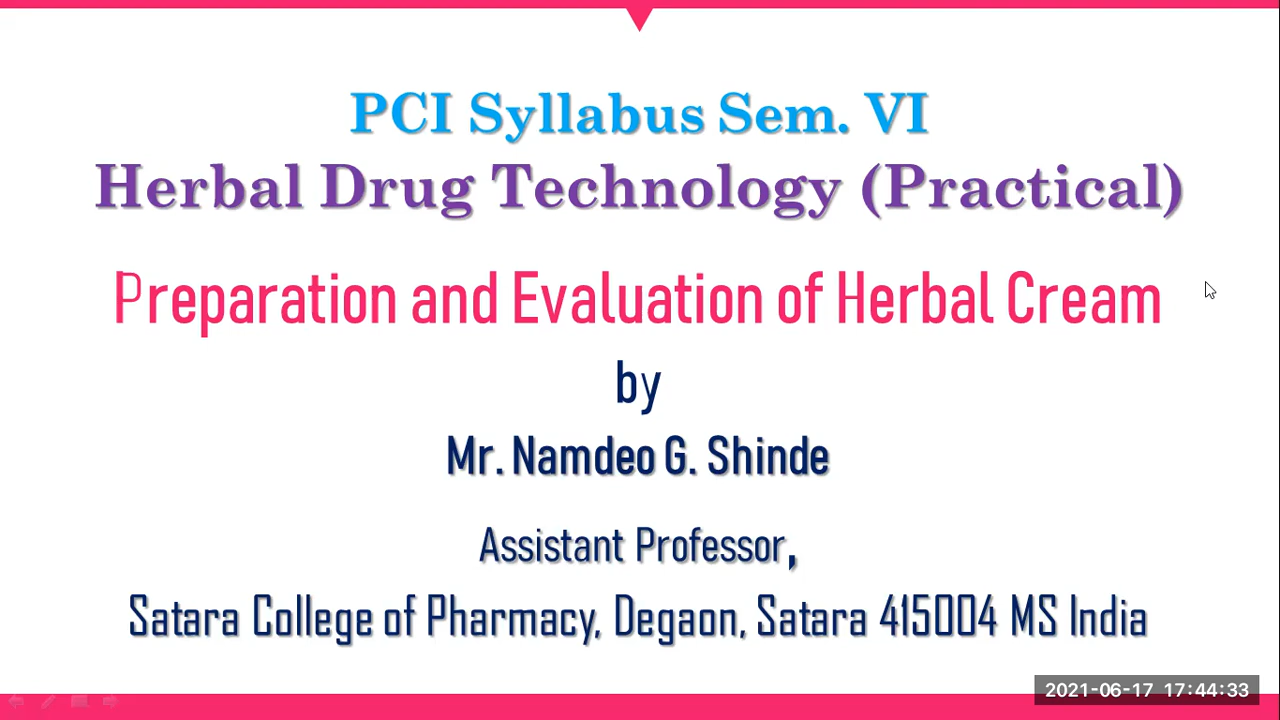 PCI Syllabus Sem. VI
Herbal Drug Technology (Practical)
Preparation and Evaluation of Herbal Cream
by
Mr. Namdeo G. Shinde
Assistant Professor,
Satara College of Pharmacy, Degaon, Satara 415004 MS India
2021-06-17 17:44:33